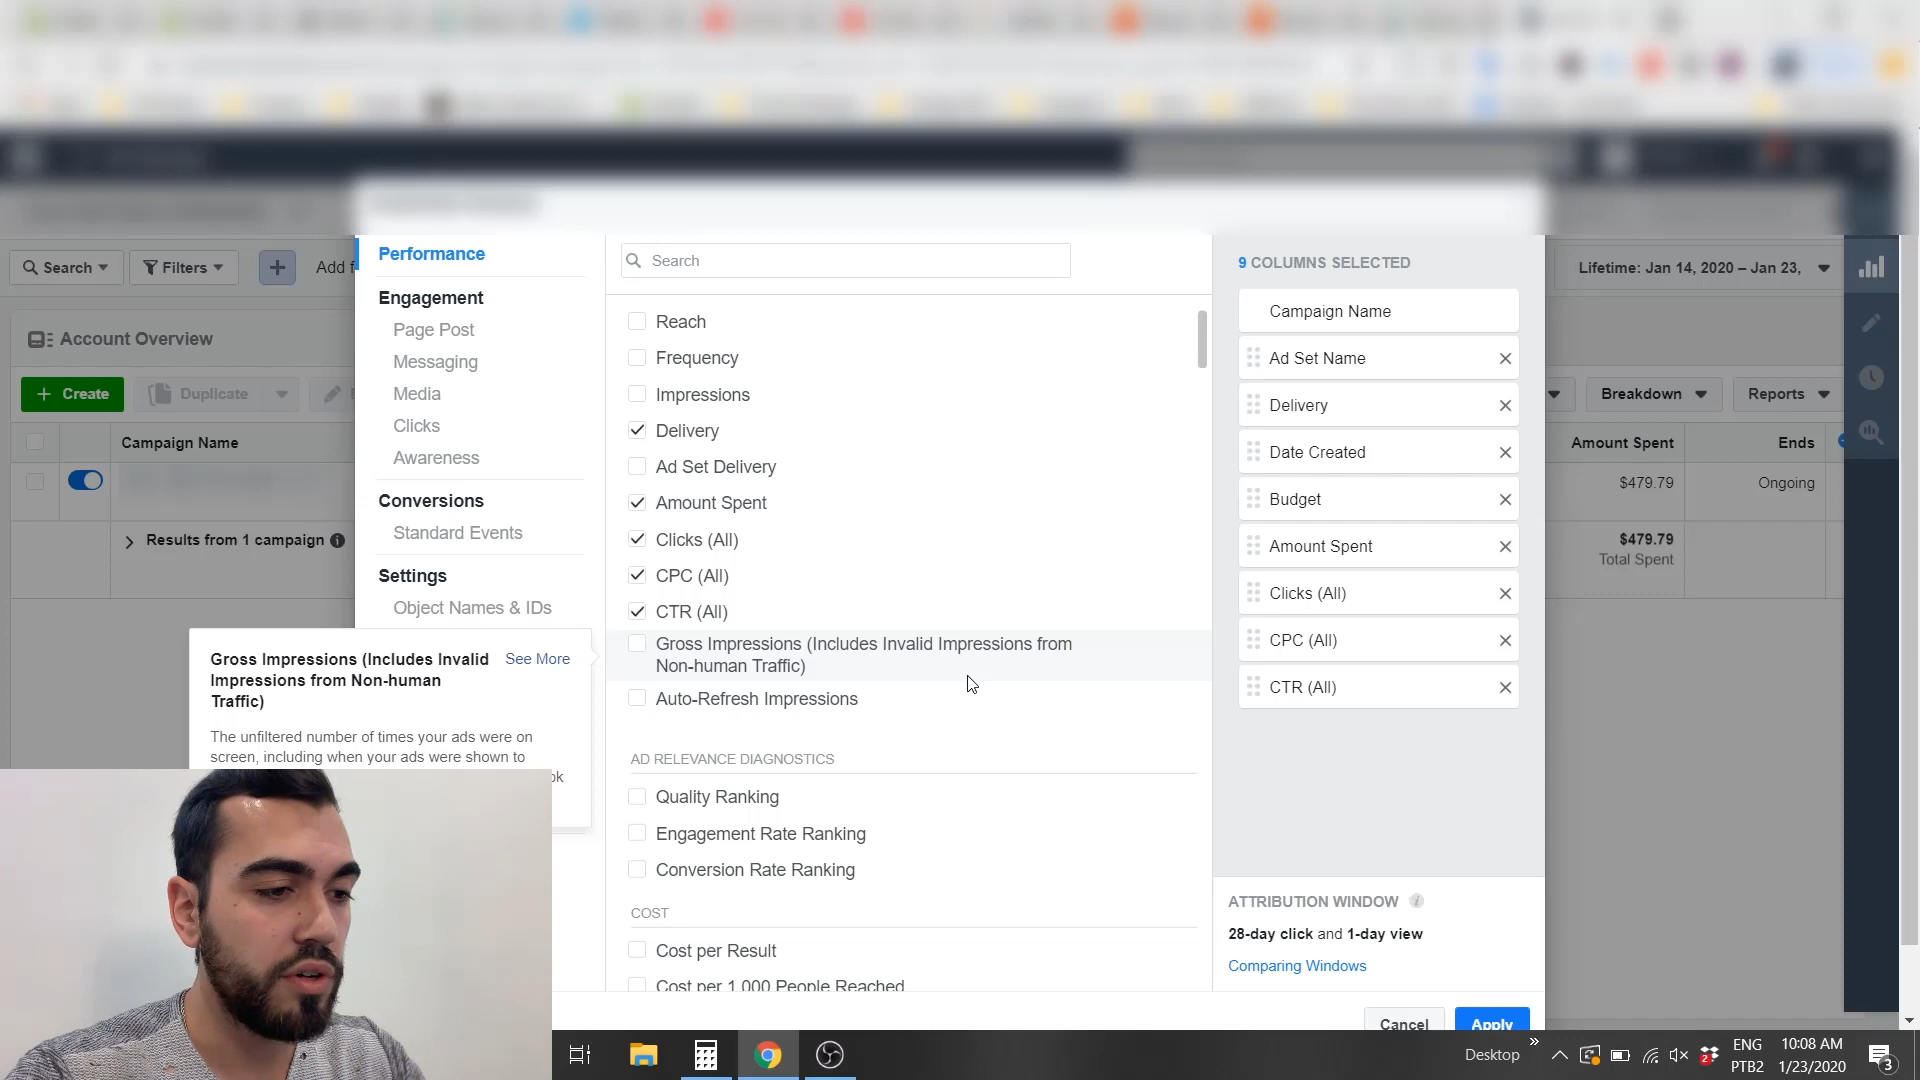 Search
Filters
Add f
Lifetime: Jan 14, 2020 – Jan 23,
Account Overview
Create
Duplicate
Breakdown
Reports
Campaign Name
Amount Spent
Ends
$479.79
Ongoing
Results from 1 campaign
$479.79
Total Spent
Performance
Engagement
Page Post
Messaging
Media
Clicks
Awareness
Conversions
Standard Events
Settings
Object Names & IDs
Gross Impressions (Includes Invalid
Impressions from Non-human
Traffic)
See More
The unfiltered number of times your ads were on
screen, including when your ads were shown to
ok
Search
Reach
Frequency
Impressions
Delivery
Ad Set Delivery
Amount Spent
Clicks (All)
CPC (All)
CTR (All)
Gross Impressions (Includes Invalid Impressions from
Non-human Traffic)
Auto-Refresh Impressions
AD RELEVANCE DIAGNOSTICS
Quality Ranking
Engagement Rate Ranking
Conversion Rate Ranking
COST
Cost per Result
Cost per 1,000 People Reached
9 COLUMNS SELECTED
Campaign Name
Ad Set Name
Delivery
Date Created
Budget
Amount Spent
Clicks (All)
CPC (All)
CTR (All)
ATTRIBUTION WINDOW
28-day click and 1-day view
Comparing Windows
Cancel
Apply
Desktop
2
ENG
PTB2
10:08 AM
1/23/2020
3